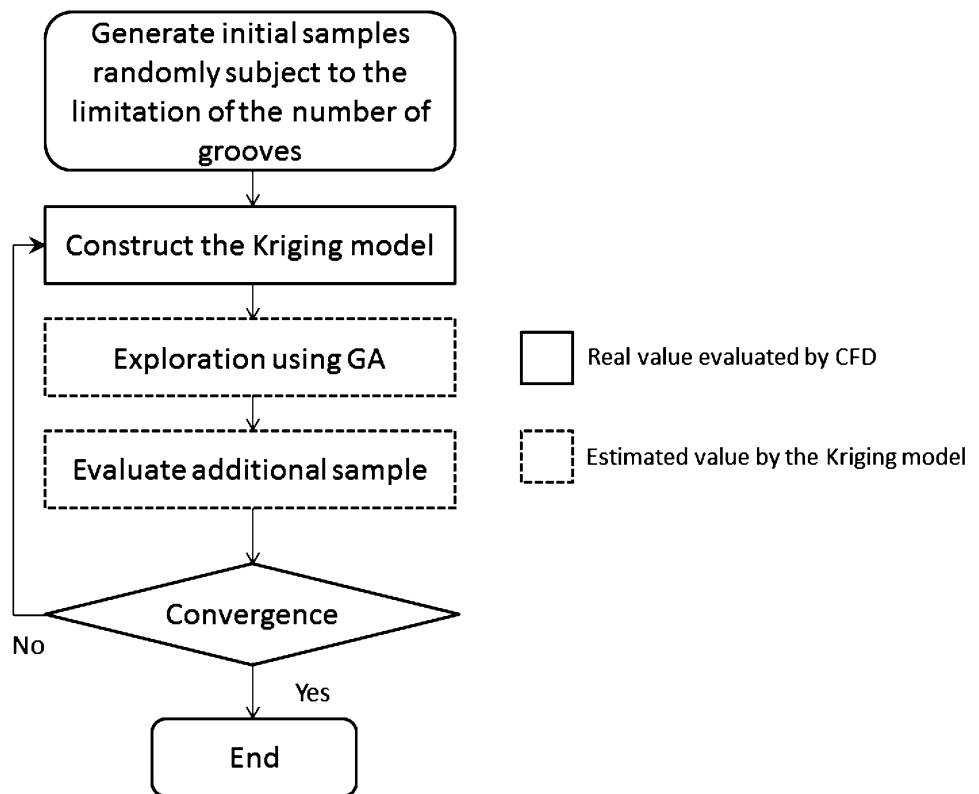 Generate initial samples
randomly subject to the
limitation of the number of
grooves
Construct the Kriging model
Exploration using GA
Real value evaluated by CFD
Evaluate additional sample
Estimated value by the Kriging model
Convergence
No
Yes
End